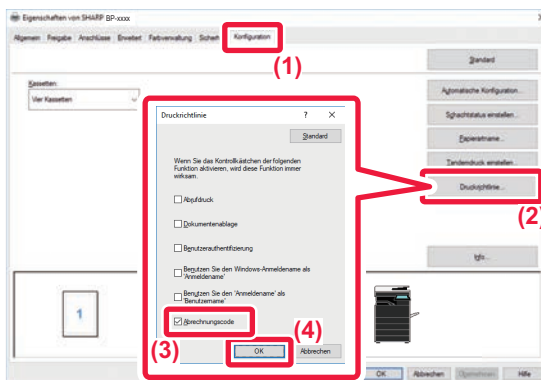 Eigenschaften von SHARP BP-xxxx
Allgemein Freigabe Anschlüsse Erweitert Farbverwaltung Sicherh Konfiguration
(1)
Standard
Kassetten:
Vier Kassetten
Automatische Konfiguration...
Schachtstatus einstellen...
Papierartname...
Tandemdruck einstellen...
Druckrichtlinie...
(2)
Info...
Druckrichtlinie ? ×
Standard
Wenn Sie das Kontrollkästchen der folgenden
Funktion aktivieren, wird diese Funktion immer
wirksam.
Abrufdruck
Dokumentenablage
Benutzerauthentifizierung
Benutzen Sie den Windows-Anmeldename als
'Anmeldename'
Benutzen Sie den 'Anmeldename' als
'Benutzername'
Abrechnungscode
(3)
(4)
OK Abbrechen
1
OK Abbrechen Übernehmen Hilfe